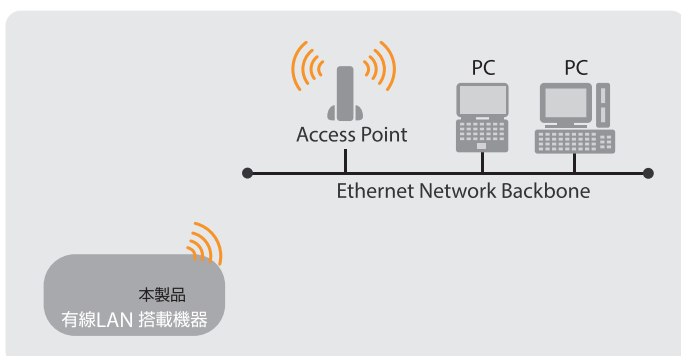 PC
PC
Access Point
Ethernet Network Backbone
本製品
有線LAN 搭載機器